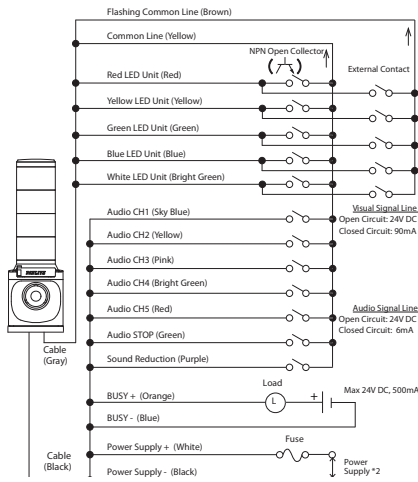 Flashing Common Line (Brown)
Common Line (Yellow)
NPN Open Collector
External Contact
Red LED Unit (Red)
Yellow LED Unit (Yellow)
Green LED Unit (Green)
Blue LED Unit (Blue)
White LED Unit (Bright Green)
Visual Signal Line
Open Circuit: 24V DC
Closed Circuit: 90mA
Audio CH1 (Sky Blue)
Audio CH2 (Yellow)
Audio CH3 (Pink)
Audio CH4 (Bright Green)
Audio CH5 (Red)
Audio Signal Line
Open Circuit: 24V DC
Closed Circuit: 6mA
Audio STOP (Green)
Sound Reduction (Purple)
Cable
(Gray)
Load
L
+
Max 24V DC, 500mA
BUSY + (Orange)
BUSY - (Blue)
Fuse
Cable
(Black)
Power Supply + (White)
Power
Supply *2
Power Supply - (Black)